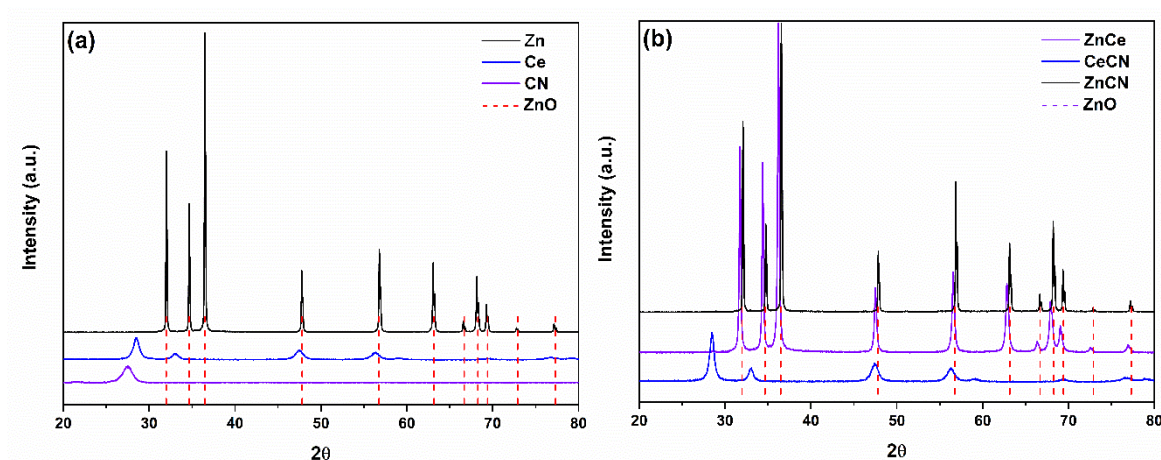 (a)
Zn
Ce
CN
ZnO
Intensity (a.u.)
20 30 40 50 60 70 80
2θ
(b)
ZnCe
CeCN
ZnCN
ZnO
Intensity (a.u.)
20 30 40 50 60 70 80
2θ